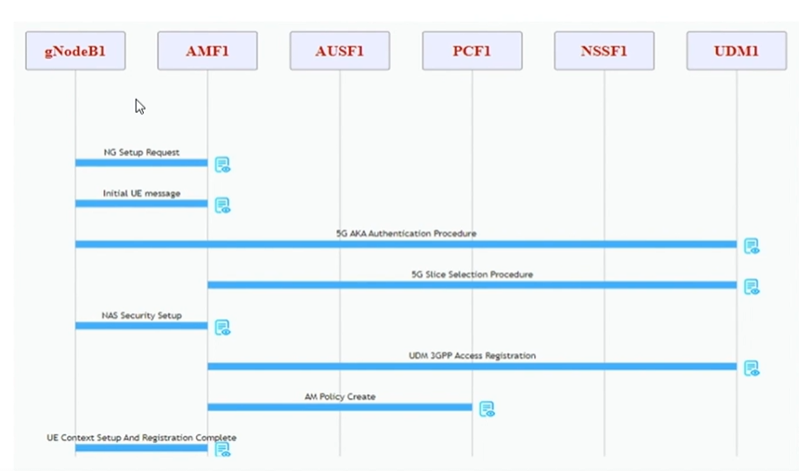 gNodeB1 AMF1 AUSF1 PCF1 NSSF1 UDM1
NG Setup Request
Initial UE message
5G AKA Authentication Procedure
5G Slice Selection Procedure
NAS Security Setup
UDM 3GPP Access Registration
AM Policy Create
UE Context Setup And Registration Complete